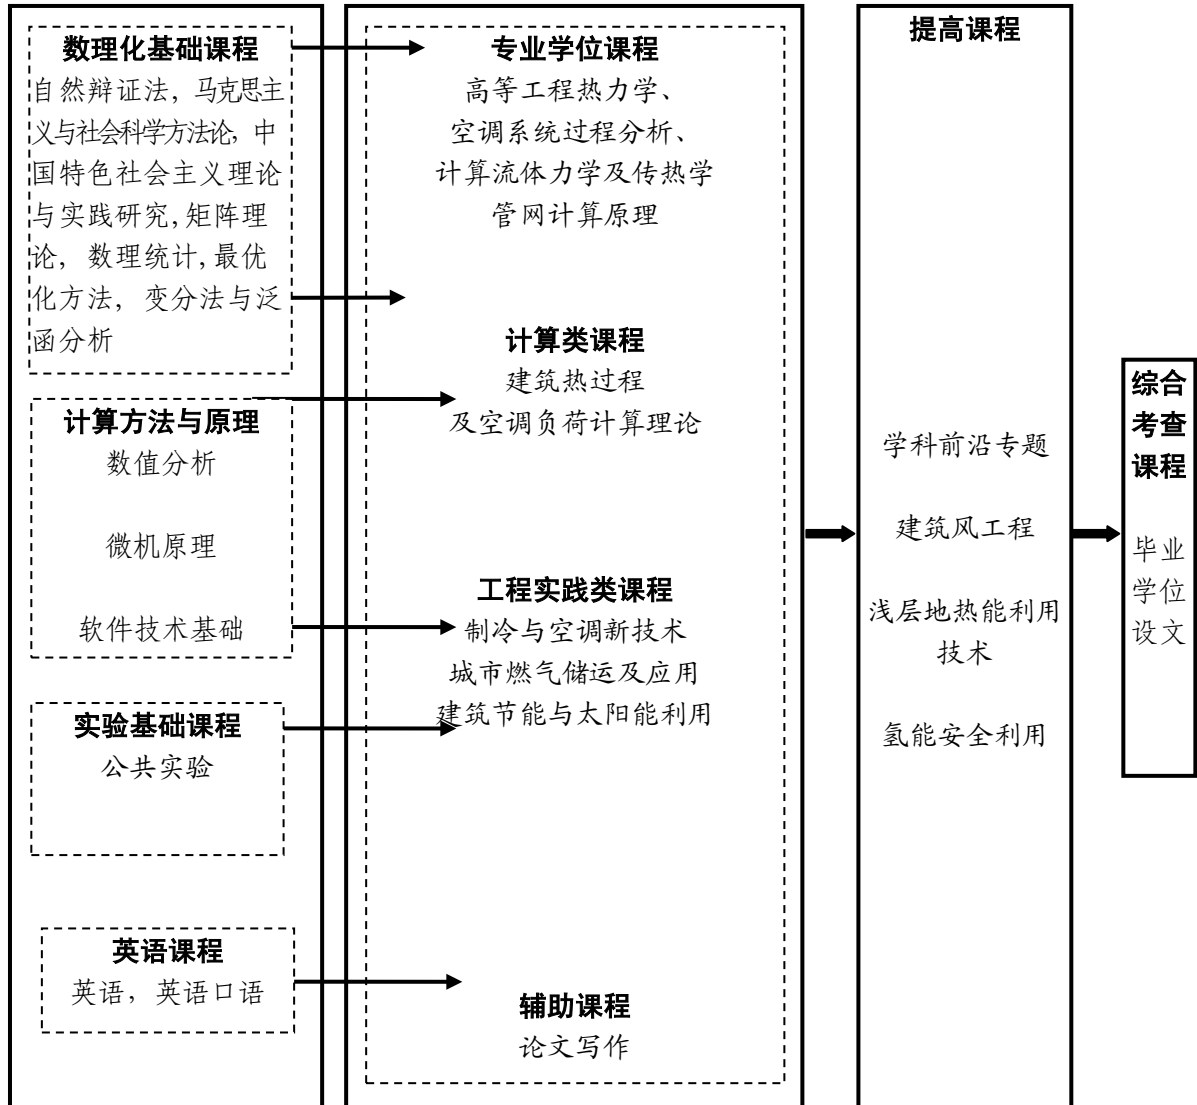 数理化基础课程
自然辩证法, 马克思主
义与社会科学方法论, 中
国特色社会主义理论
与实践研究, 矩阵理
论, 数理统计, 最优
化方法, 变分法与泛
函分析
计算方法与原理
数值分析
微机原理
软件技术基础
实验基础课程
公共实验
英语课程
英语, 英语口语
专业学位课程
高等工程热力学、
空调系统过程分析、
计算流体力学及传热学
管网计算原理
计算类课程
建筑热过程
及空调负荷计算理论
工程实践类课程
制冷与空调新技术
城市燃气储运及应用
建筑节能与太阳能利用
辅助课程
论文写作
提高课程
学科前沿专题
建筑风工程
浅层地热能利用
技术
氢能安全利用
综合
考查
课程
毕业
学位
设文